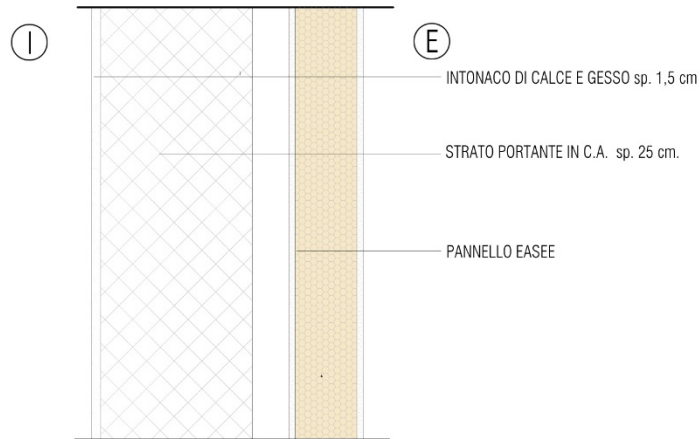 I
E
INTONACO DI CALCE E GESSO sp. 1,5 cm
STRATO PORTANTE IN C.A. sp. 25 cm.
PANNELLO EASEE